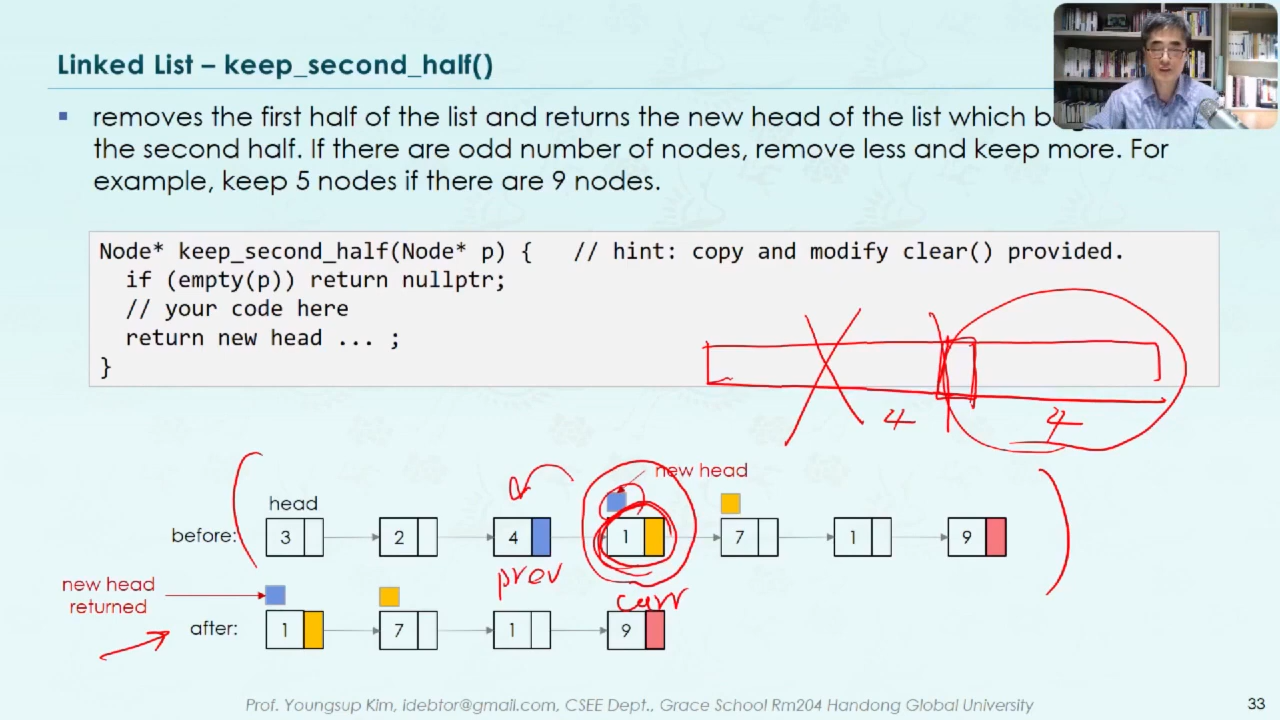 Linked List – keep_second_half()
removes the first half of the list and returns the new head of the list which
the second half. If there are odd number of nodes, remove less and keep more. For
example, keep 5 nodes if there are 9 nodes.
Node* keep_second_half(Node* p) { // hint: copy and modify clear() provided.
if (empty(p)) return nullptr;
// your code here
return new head ... ;
}
4 4
new head
head
before: 3 2 4 1 7 1 9
prev curr
new head
returned
after: 1 7 1 9
Prof. Youngsup Kim, idebtor@gmail.com, CSEE Dept., Grace School Rm204 Handong Global University
33